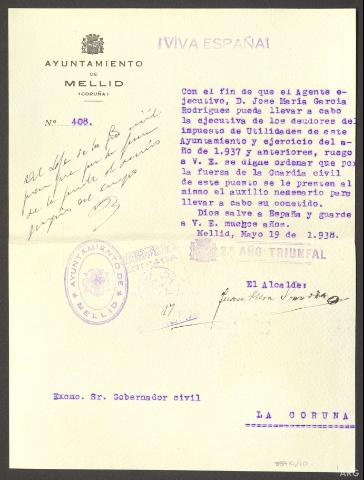 ¡VIVA ESPAÑA!
AYUNTAMIENTO
DE
MELLID
(CORUÑA)
Nº 408.
Con el fin de que el Agente e-
jecutivo, D. Jose Maria Garcia
Rodriguez pueda llevar a cabo
la ejecutiva de los deudores del
impuesto de Utilidades de este
Ayuntamiento y ejercicio del a-
ño de 1.937 y anteriores, ruego
a V. E. se digne ordenar que por
la fuerza de la Guardia civil
de este puesto se le presten al
mismo el auxilio necesario para
llevar a cabo su cometido.
Dios salve a España y guarde
a V. E. muchos años.
Mellid, Mayo 19 de 1.938.
2º AÑO TRIUNFAL
ENTRADA
AYUNTAMIENTO DE
MELLID
El Alcalde:
Excmo. Sr. Gobernador civil
LA CORUÑA
ARG